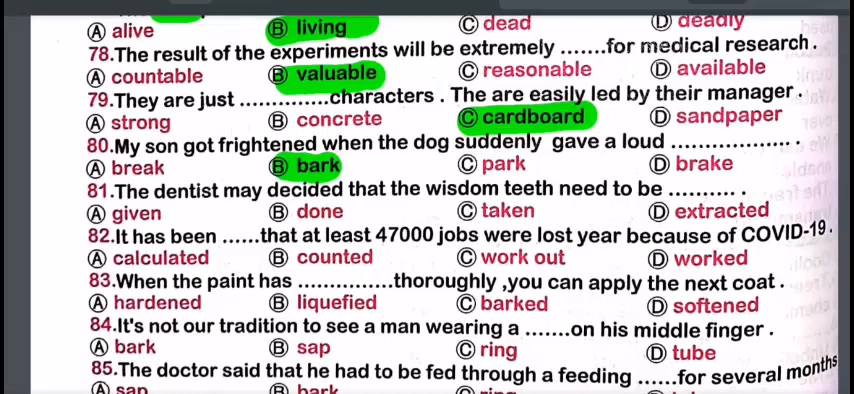 Ⓐ alive Ⓑ living Ⓒ dead Ⓓ deadly
78.The result of the experiments will be extremely .......for medical research.
Ⓐ countable Ⓑ valuable Ⓒ reasonable Ⓓ available
79.They are just ..............characters . The are easily led by their manager.
Ⓐ strong Ⓑ concrete Ⓒ cardboard Ⓓ sandpaper
80.My son got frightened when the dog suddenly gave a loud .................... .
Ⓐ break Ⓑ bark Ⓒ park Ⓓ brake
81.The dentist may decided that the wisdom teeth need to be .......... .
Ⓐ given Ⓑ done Ⓒ taken Ⓓ extracted
82.It has been ......that at least 47000 jobs were lost year because of COVID-19.
Ⓐ calculated Ⓑ counted Ⓒ work out Ⓓ worked
83.When the paint has ...............thoroughly ,you can apply the next coat.
Ⓐ hardened Ⓑ liquefied Ⓒ barked Ⓓ softened
84.It's not our tradition to see a man wearing a .......on his middle finger.
Ⓐ bark Ⓑ sap Ⓒ ring Ⓓ tube
85.The doctor said that he had to be fed through a feeding ......for several months
Ⓐ sap Ⓑ bark Ⓒ ring